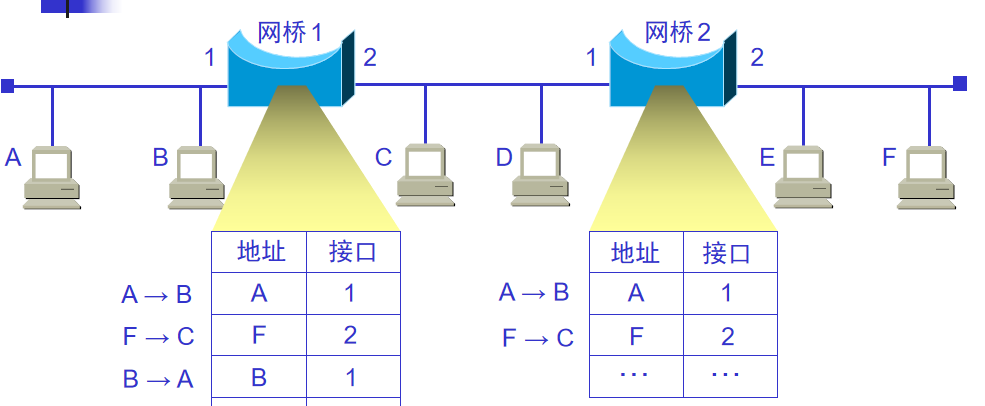 网桥 1
网桥 2
1
2
1
2
A
B
C
D
E
F
地址 接口
A → B A 1
F → C F 2
B → A B 1
地址 接口
A → B A 1
F → C F 2
… …